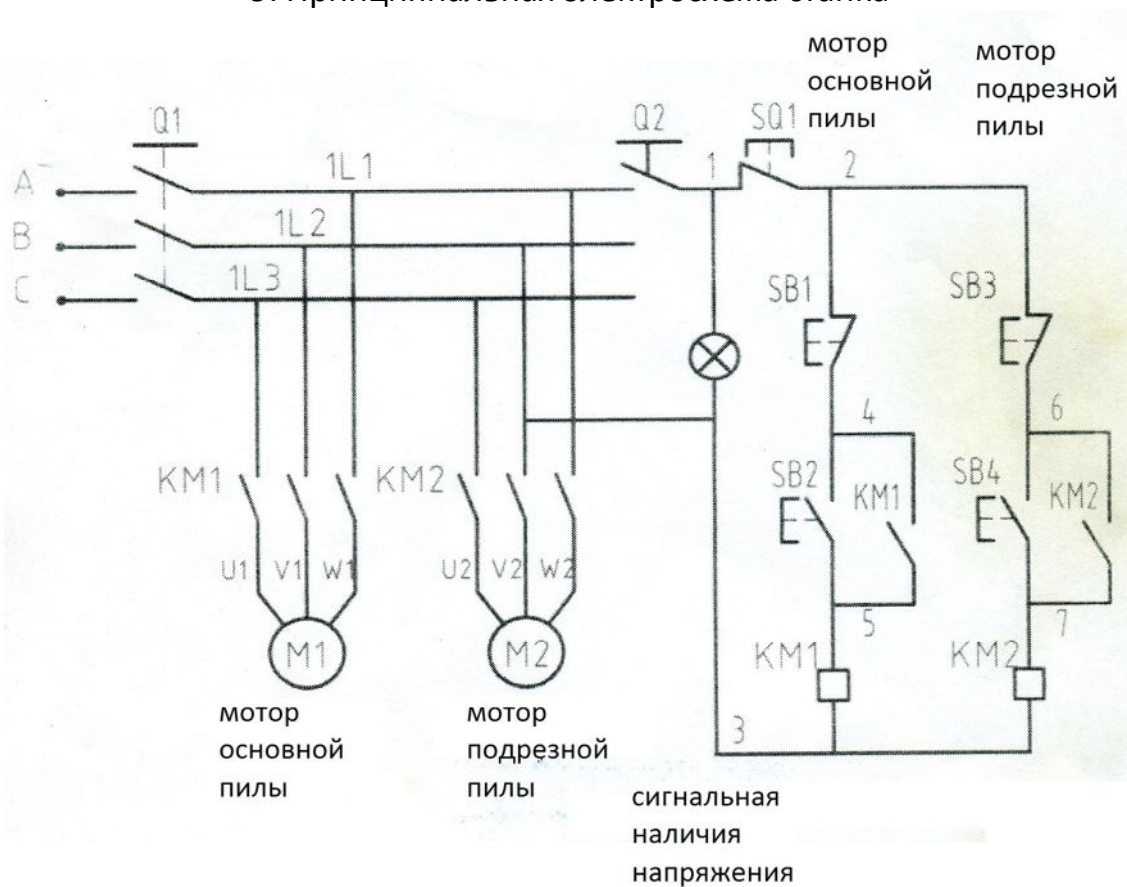 мотор
основной
пилы
мотор
подрезной
пилы
Q1
Q2
SQ1
A
1L1
1
2
B
1L2
C
1L3
SB1
SB3
4
6
KM1
KM2
SB2
KM1
SB4
KM2
U1 V1 W1
U2 V2 W2
5
7
M1
M2
KM1
KM2
3
мотор
основной
пилы
мотор
подрезной
пилы
сигнальная
наличия
напряжения